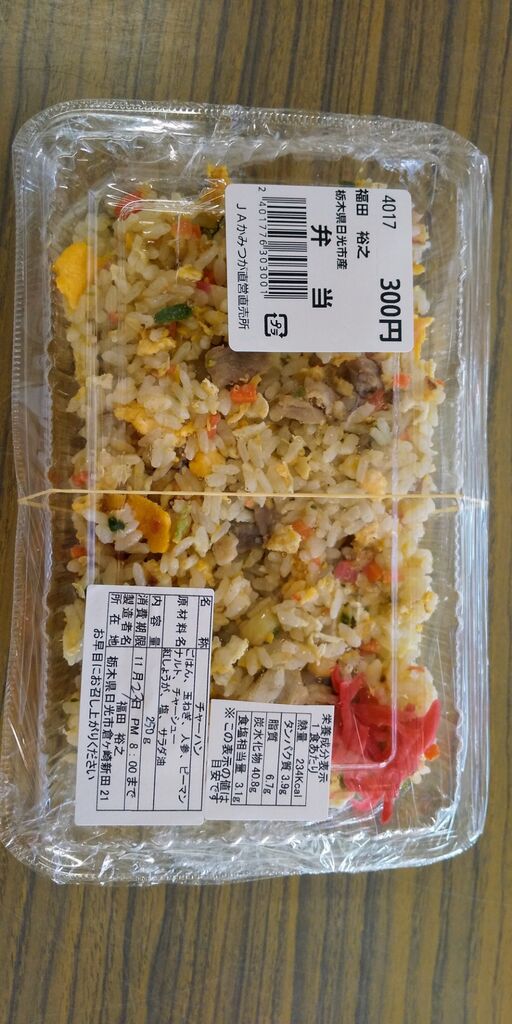 4017 300円
福田 裕之
栃木県日光市産
弁 当
2 401776 303001
プラ
JAかみつが直営直売所
名 称 チャーハン
原材料名 ごはん、玉ねぎ、人参、ピーマン
ナルト、チャーシュー
紅しょうが、塩、サラダ油
内 容 量 250g
消費期限 11月22日 PM 8:00まで
製造者名 福田 裕之
所 在 地 栃木県日光市倉ヶ崎新田 21
お早目にお召し上がりください
栄養成分表示
1食あたり
熱量 234Kcal
タンパク質 3.9g
脂質 6.7g
炭水化物 40.8g
食塩相当量 3.1g
※この表示の値は
目安です